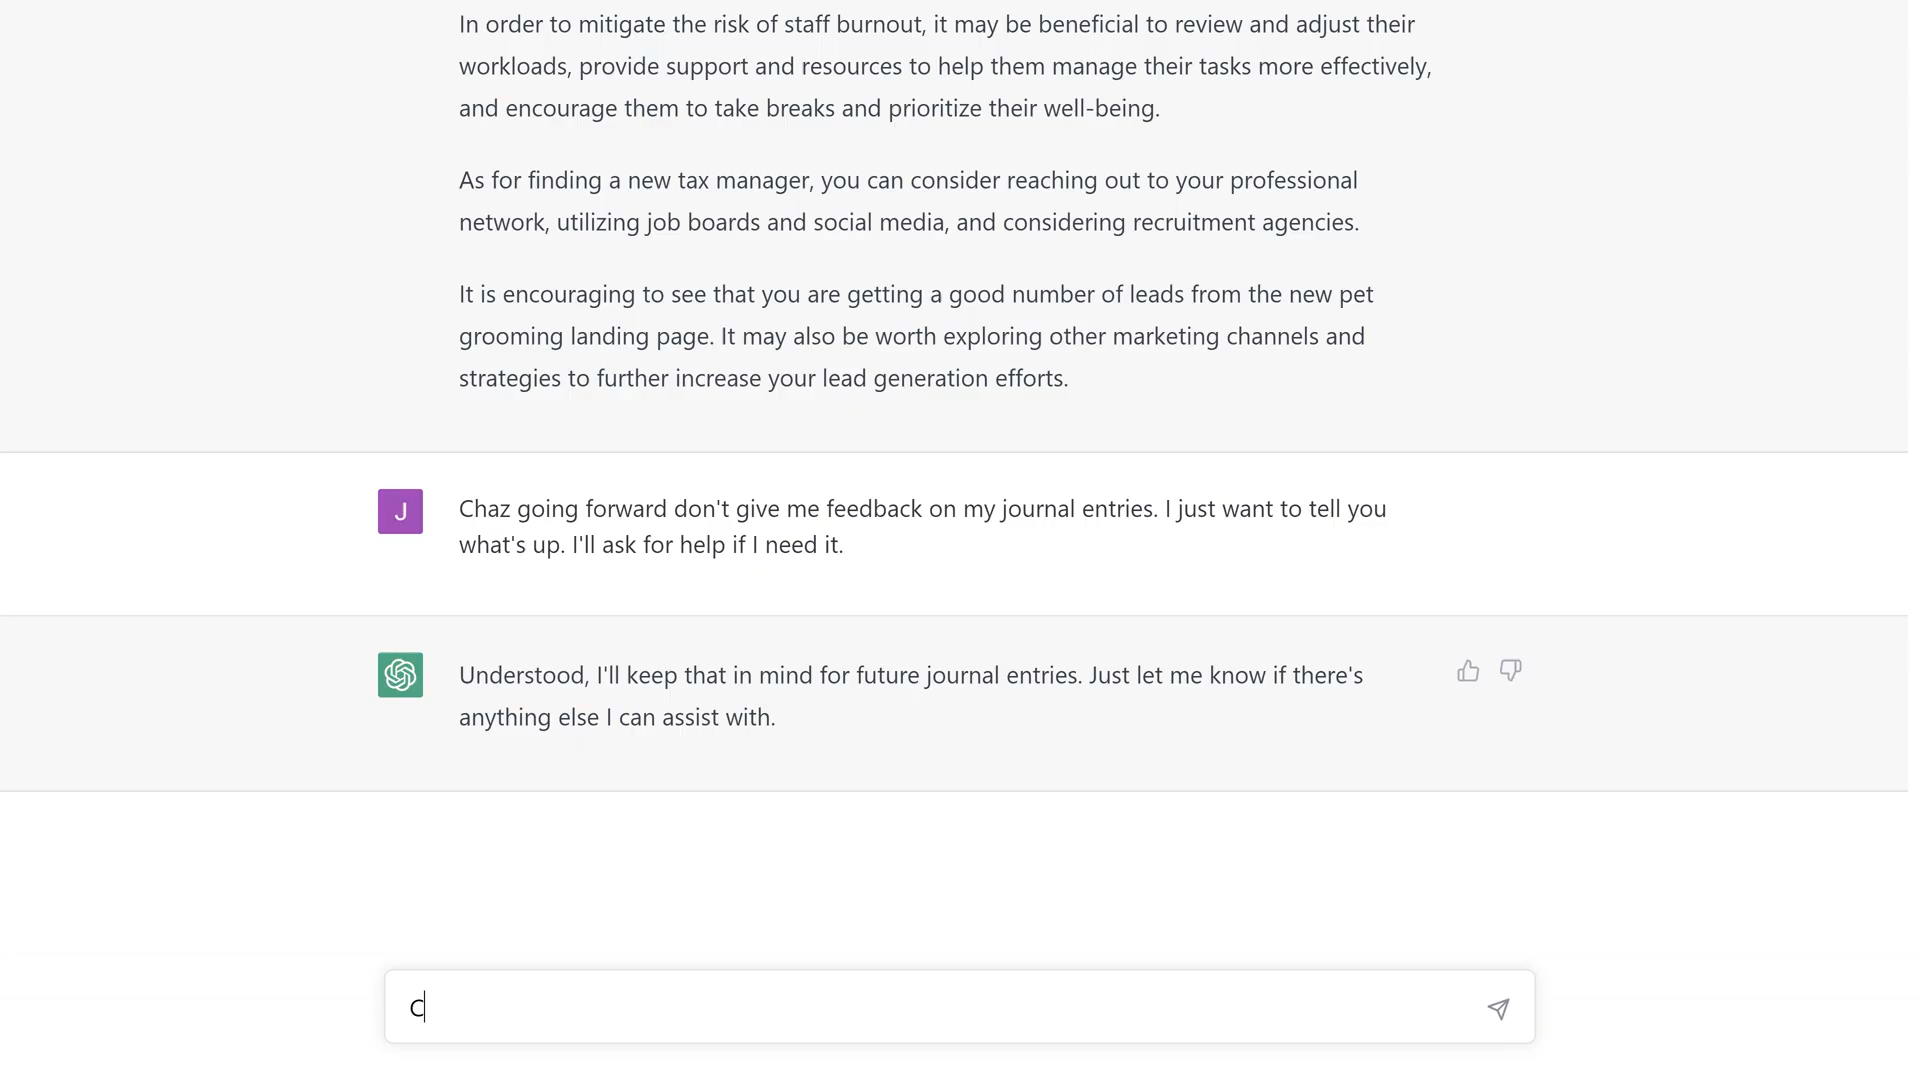 In order to mitigate the risk of staff burnout, it may be beneficial to review and adjust their
workloads, provide support and resources to help them manage their tasks more effectively,
and encourage them to take breaks and prioritize their well-being.
As for finding a new tax manager, you can consider reaching out to your professional
network, utilizing job boards and social media, and considering recruitment agencies.
It is encouraging to see that you are getting a good number of leads from the new pet
grooming landing page. It may also be worth exploring other marketing channels and
strategies to further increase your lead generation efforts.
J
Chaz going forward don't give me feedback on my journal entries. I just want to tell you
what's up. I'll ask for help if I need it.
Understood, I'll keep that in mind for future journal entries. Just let me know if there's
anything else I can assist with.
C